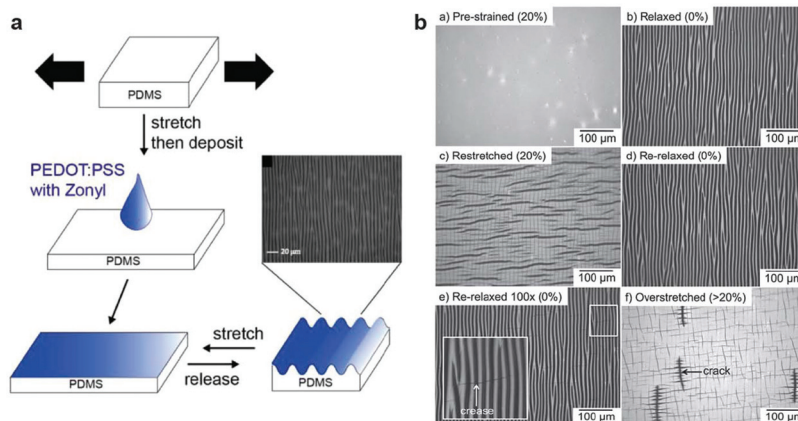 a
PDMS
stretch
then deposit
PEDOT:PSS
with Zonyl
PDMS
20 µm
stretch
release
PDMS
PDMS
b
a) Pre-strained (20%)
100 µm
b) Relaxed (0%)
100 µm
c) Restretched (20%)
100 µm
d) Re-relaxed (0%)
100 µm
e) Re-relaxed 100x (0%)
crease
100 µm
f) Overstretched (>20%)
crack
100 µm